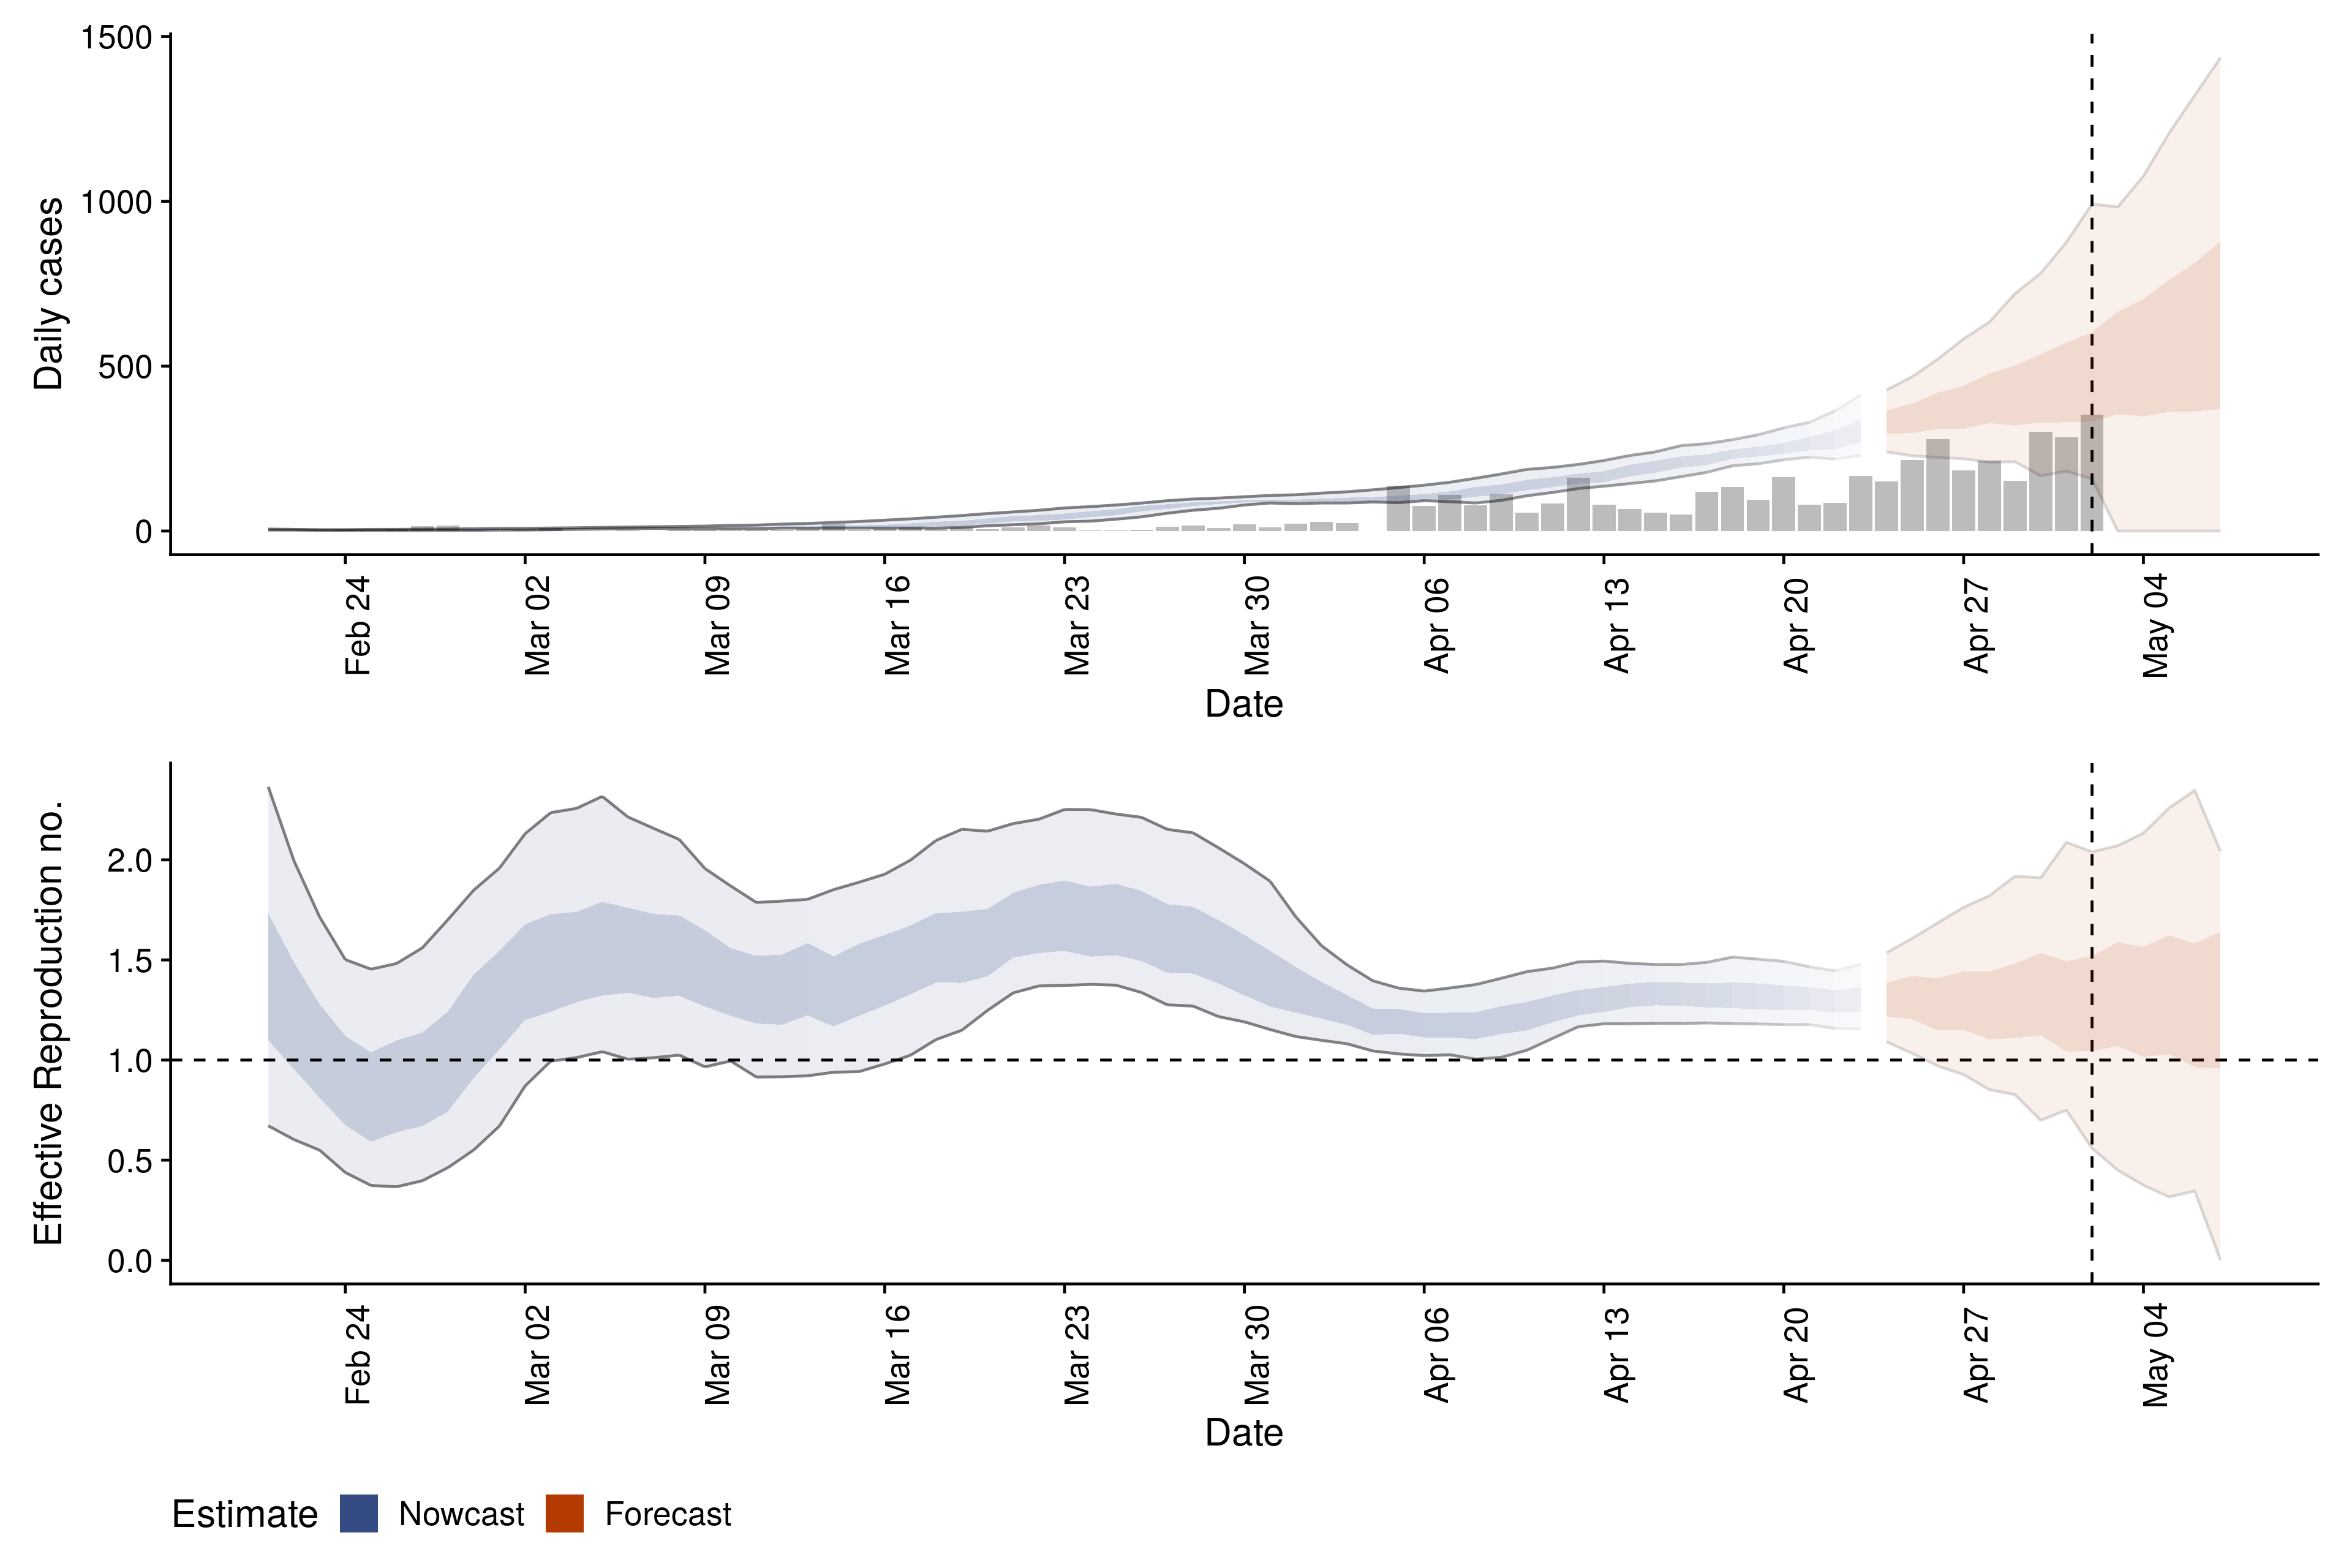 1500
1000
500
0
Daily cases
Feb 24
Mar 02
Mar 09
Mar 16
Mar 23
Mar 30
Apr 06
Apr 13
Apr 20
Apr 27
May 04
Date
2.0
1.5
1.0
0.5
0.0
Effective Reproduction no.
Feb 24
Mar 02
Mar 09
Mar 16
Mar 23
Mar 30
Apr 06
Apr 13
Apr 20
Apr 27
May 04
Date
Estimate Nowcast Forecast